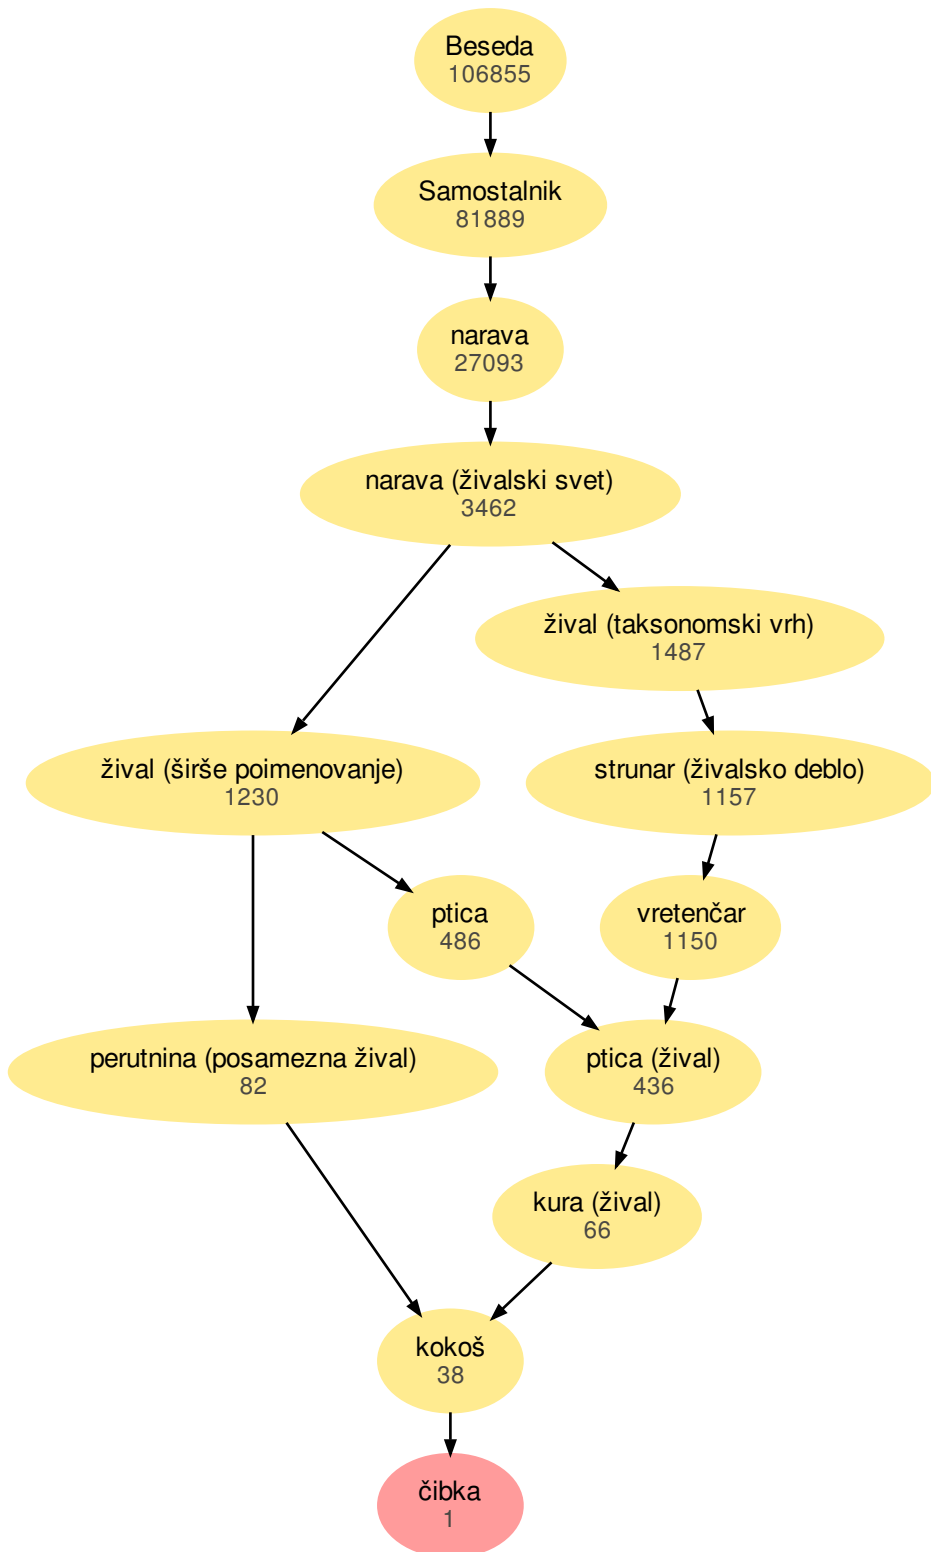 Beseda
106855
Samostalnik
81889
narava
27093
narava (živalski svet)
3462
žival (taksonomski vrh)
1487
žival (širše poimenovanje)
1230
strunar (živalsko deblo)
1157
ptica
486
vretenčar
1150
perutnina (posamezna žival)
82
ptica (žival)
436
kura (žival)
66
kokoš
38
čibka
1